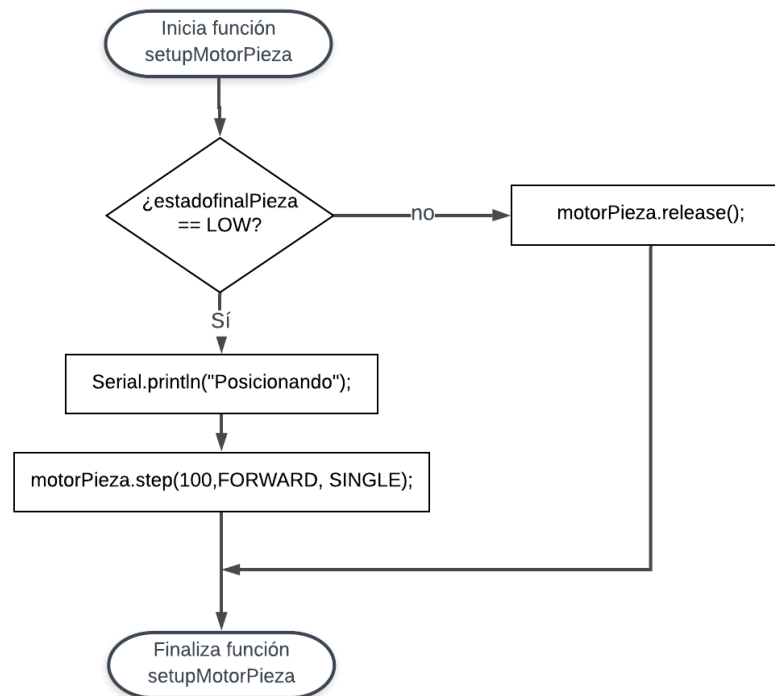 Inicia función
setupMotorPieza
¿estadofinalPieza
== LOW?
no
motorPieza.release();
Sí
Serial.println("Posicionando");
motorPieza.step(100,FORWARD, SINGLE);
Finaliza función
setupMotorPieza